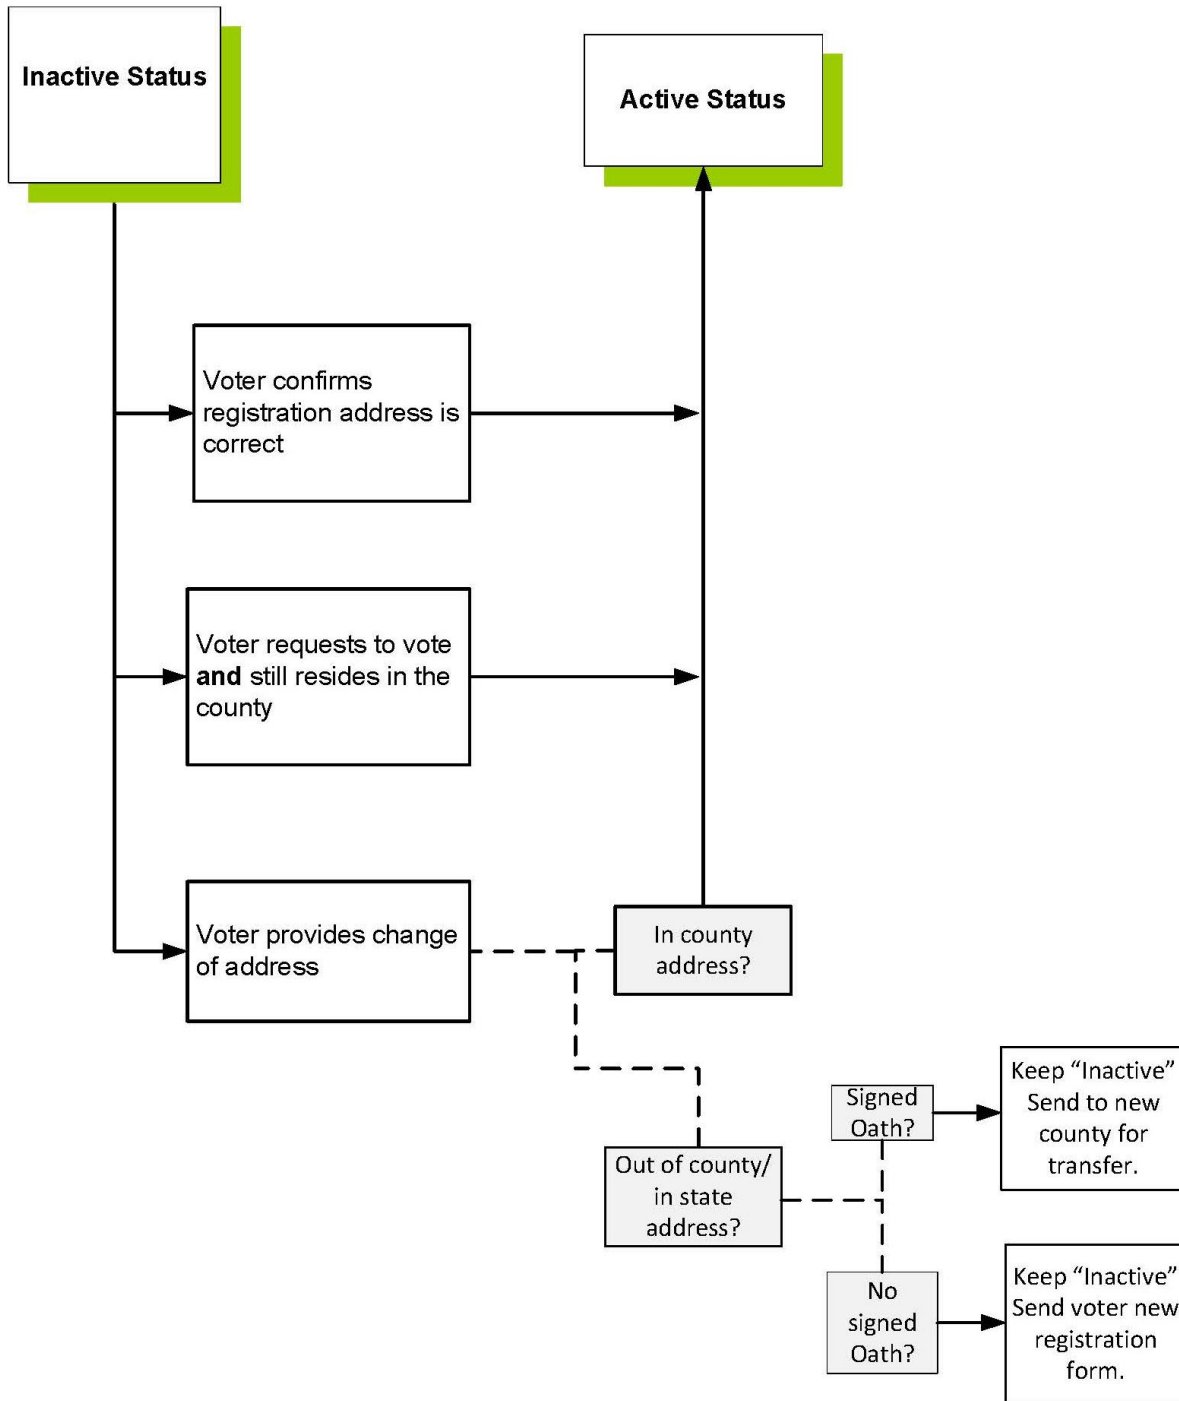 Inactive Status
Active Status
Voter confirms
registration address is
correct
Voter requests to vote
and still resides in the
county
Voter provides change
of address
In county
address?
Out of county/
in state
address?
Signed
Oath?
Keep “Inactive”
Send to new
county for
transfer.
No
signed
Oath?
Keep “Inactive”
Send voter new
registration
form.